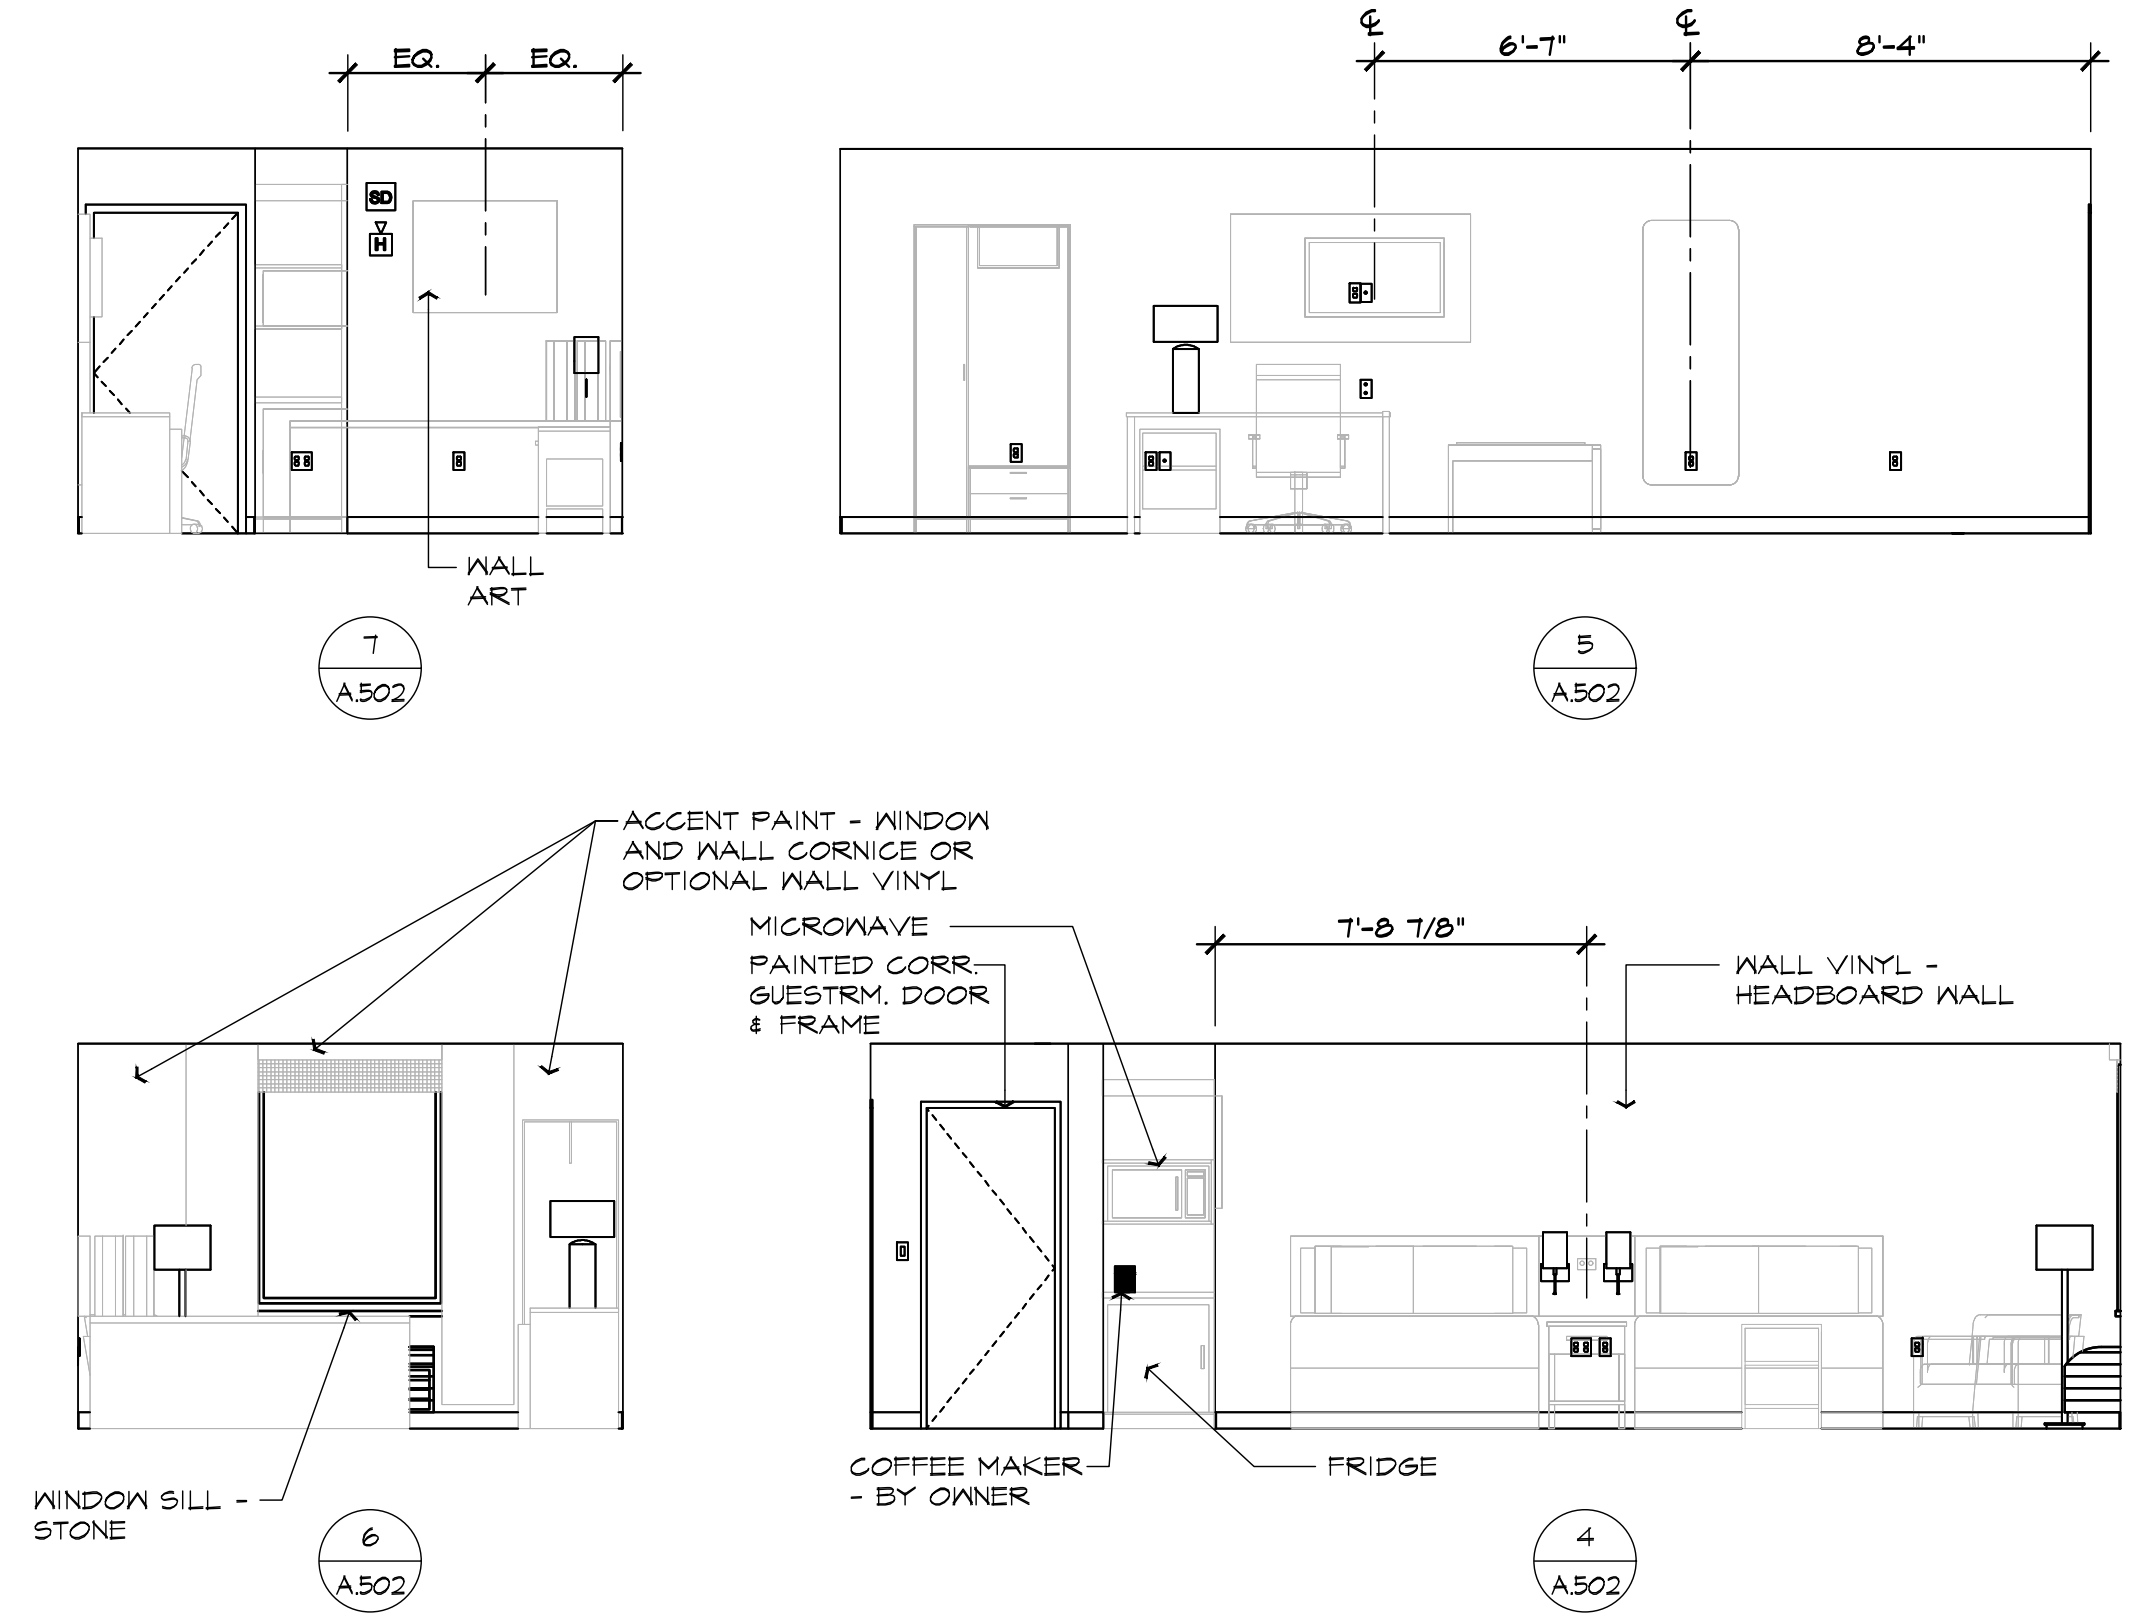 EQ.
EQ.
SD
H
WALL
ART
7
A.502
℄
℄
6'-7"
8'-4"
5
A.502
ACCENT PAINT - WINDOW
AND WALL CORNICE OR
OPTIONAL WALL VINYL
WINDOW SILL -
STONE
6
A.502
MICROWAVE
PAINTED CORR.
GUESTRM. DOOR
& FRAME
7'-8 7/8"
WALL VINYL -
HEADBOARD WALL
COFFEE MAKER
- BY OWNER
FRIDGE
4
A.502